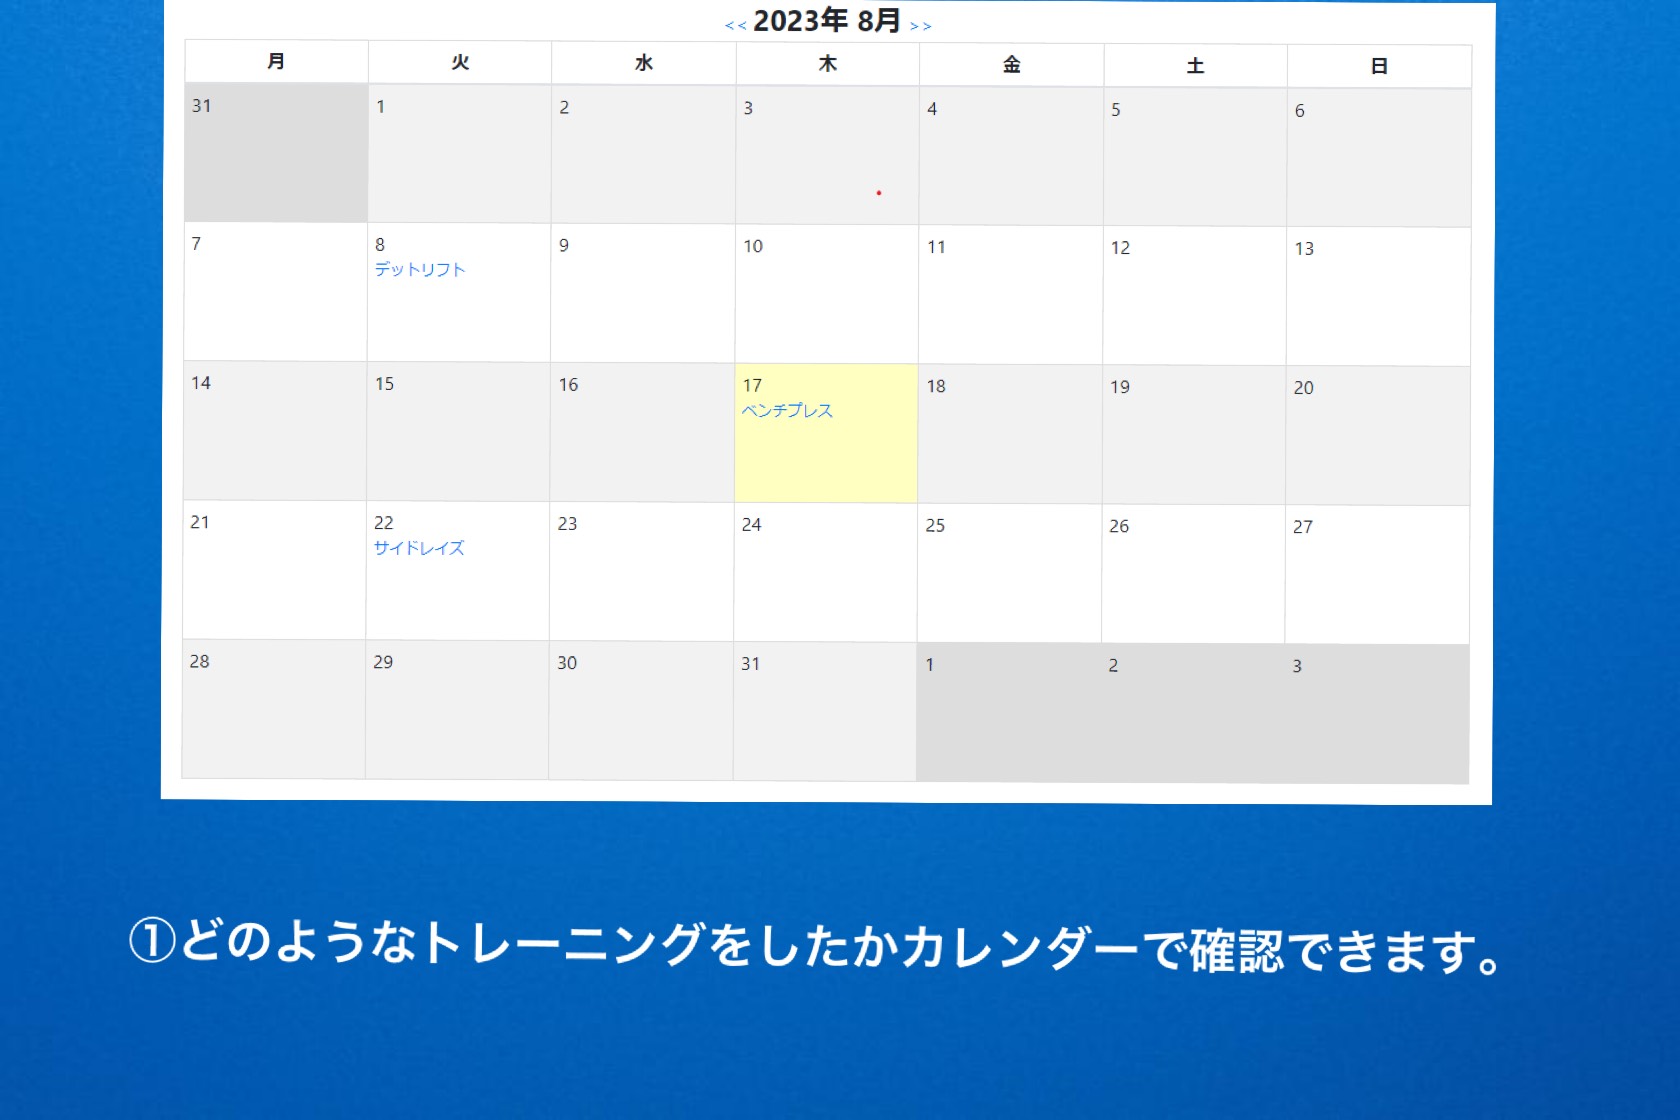 << 2023年 8月 >>
月 火 水 木 金 土 日
31 1 2 3 4 5 6
7 8 9 10 11 12 13
デットリフト
14 15 16 17 18 19 20
ベンチプレス
21 22 23 24 25 26 27
サイドレイズ
28 29 30 31 1 2 3
①どのようなトレーニングをしたかカレンダーで確認できます。